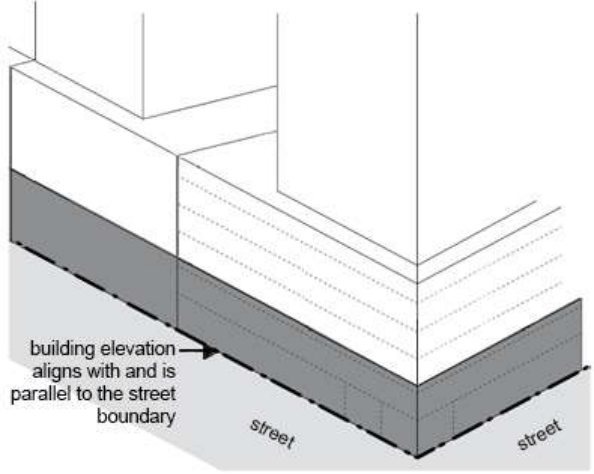 building elevation
aligns with and is
parallel to the street
boundary
street
street